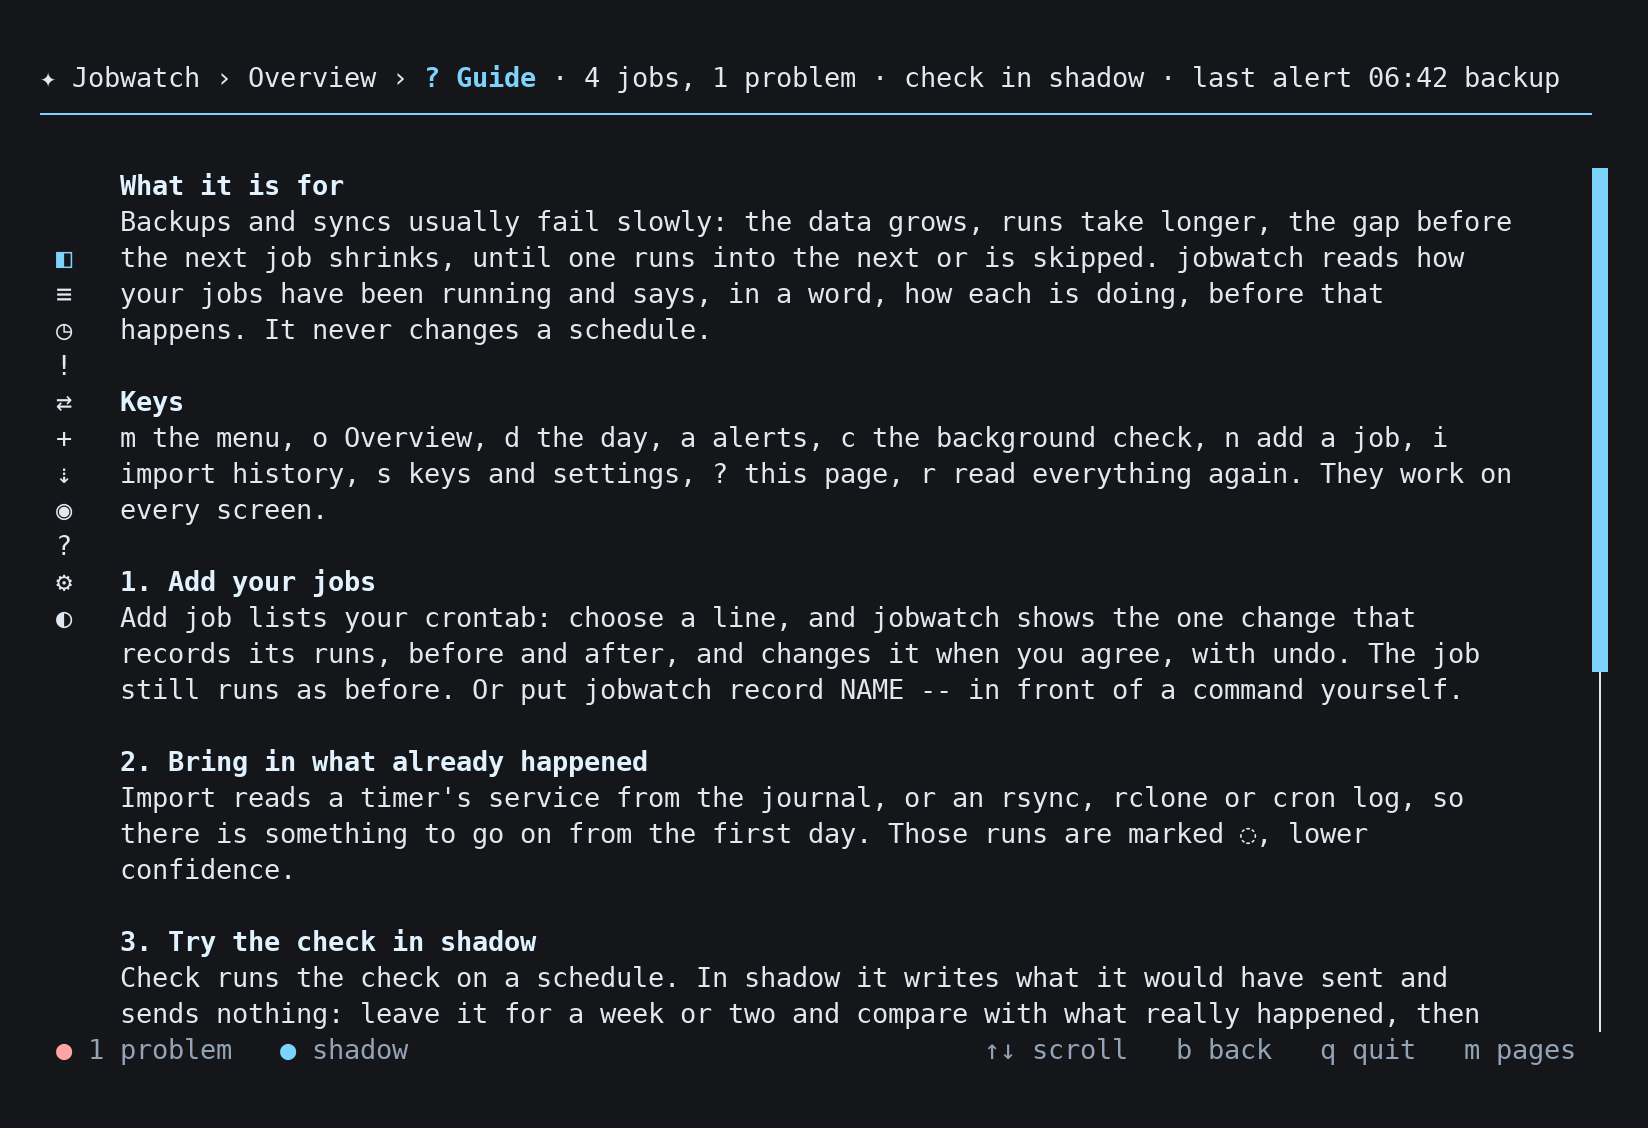 ✦ Jobwatch › Overview › ? Guide · 4 jobs, 1 problem · check in shadow · last alert 06:42 backup
What it is for
Backups and syncs usually fail slowly: the data grows, runs take longer, the gap before
the next job shrinks, until one runs into the next or is skipped. jobwatch reads how
your jobs have been running and says, in a word, how each is doing, before that
happens. It never changes a schedule.
Keys
m the menu, o Overview, d the day, a alerts, c the background check, n add a job, i
import history, s keys and settings, ? this page, r read everything again. They work on
every screen.
1. Add your jobs
Add job lists your crontab: choose a line, and jobwatch shows the one change that
records its runs, before and after, and changes it when you agree, with undo. The job
still runs as before. Or put jobwatch record NAME -- in front of a command yourself.
2. Bring in what already happened
Import reads a timer's service from the journal, or an rsync, rclone or cron log, so
there is something to go on from the first day. Those runs are marked ◌, lower
confidence.
3. Try the check in shadow
Check runs the check on a schedule. In shadow it writes what it would have sent and
sends nothing: leave it for a week or two and compare with what really happened, then
● 1 problem ● shadow ↑↓ scroll b back q quit m pages